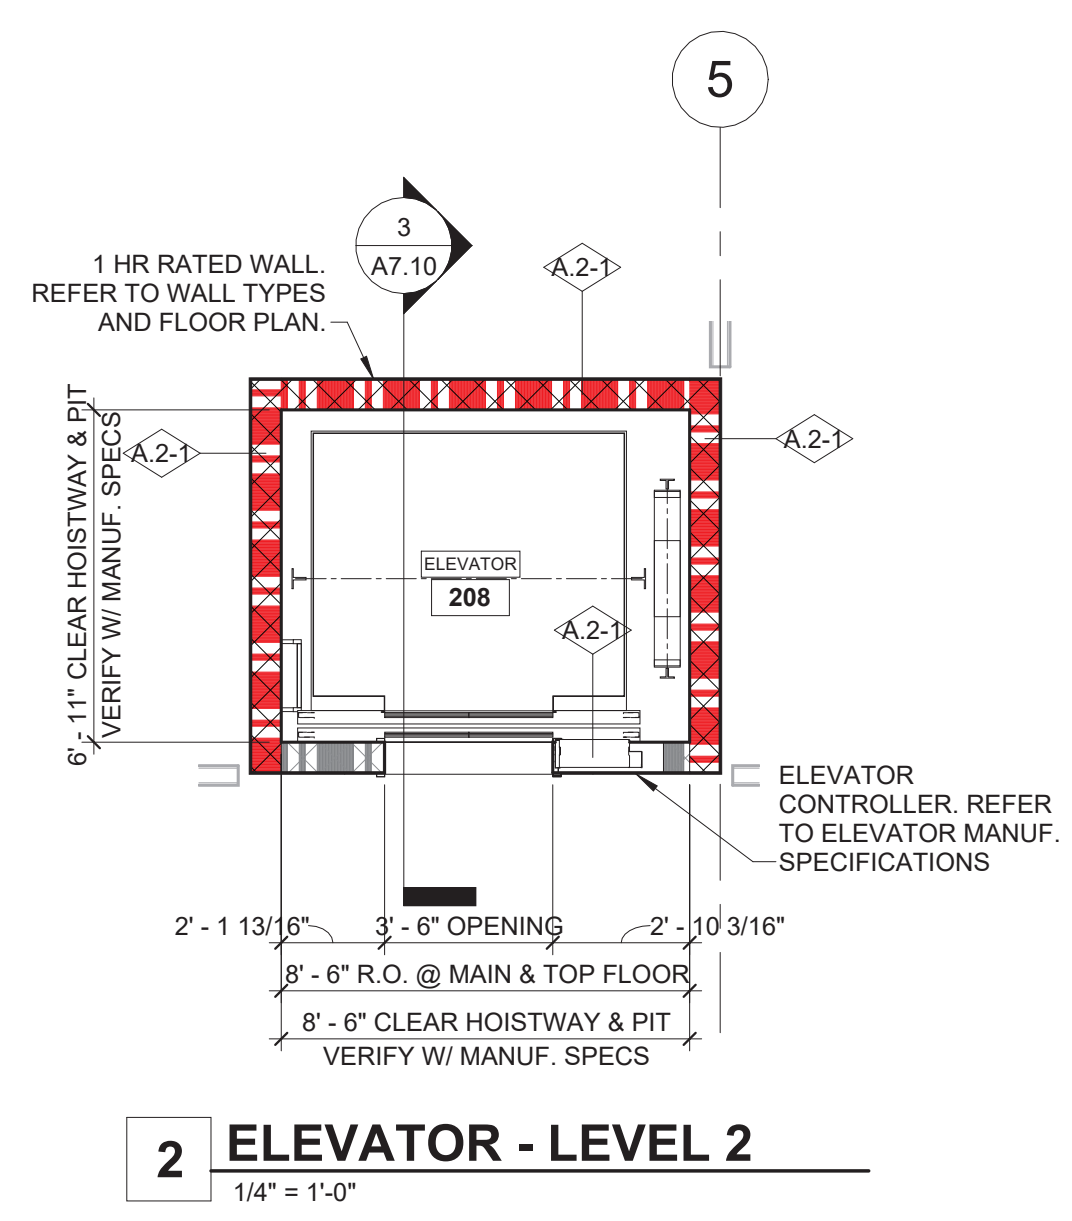 5
3
A7.10
A.2-1
1 HR RATED WALL.
REFER TO WALL TYPES
AND FLOOR PLAN.
A.2-1
A.2-1
6' - 11" CLEAR HOISTWAY & PIT
VERIFY W/ MANUF. SPECS
ELEVATOR
208
A.2-1
ELEVATOR
CONTROLLER. REFER
TO ELEVATOR MANUF.
SPECIFICATIONS
2' - 1 13/16"
3' - 6" OPENING
2' - 10 3/16"
8' - 6" R.O. @ MAIN & TOP FLOOR
8' - 6" CLEAR HOISTWAY & PIT
VERIFY W/ MANUF. SPECS
2
ELEVATOR - LEVEL 2
1/4" = 1'-0"